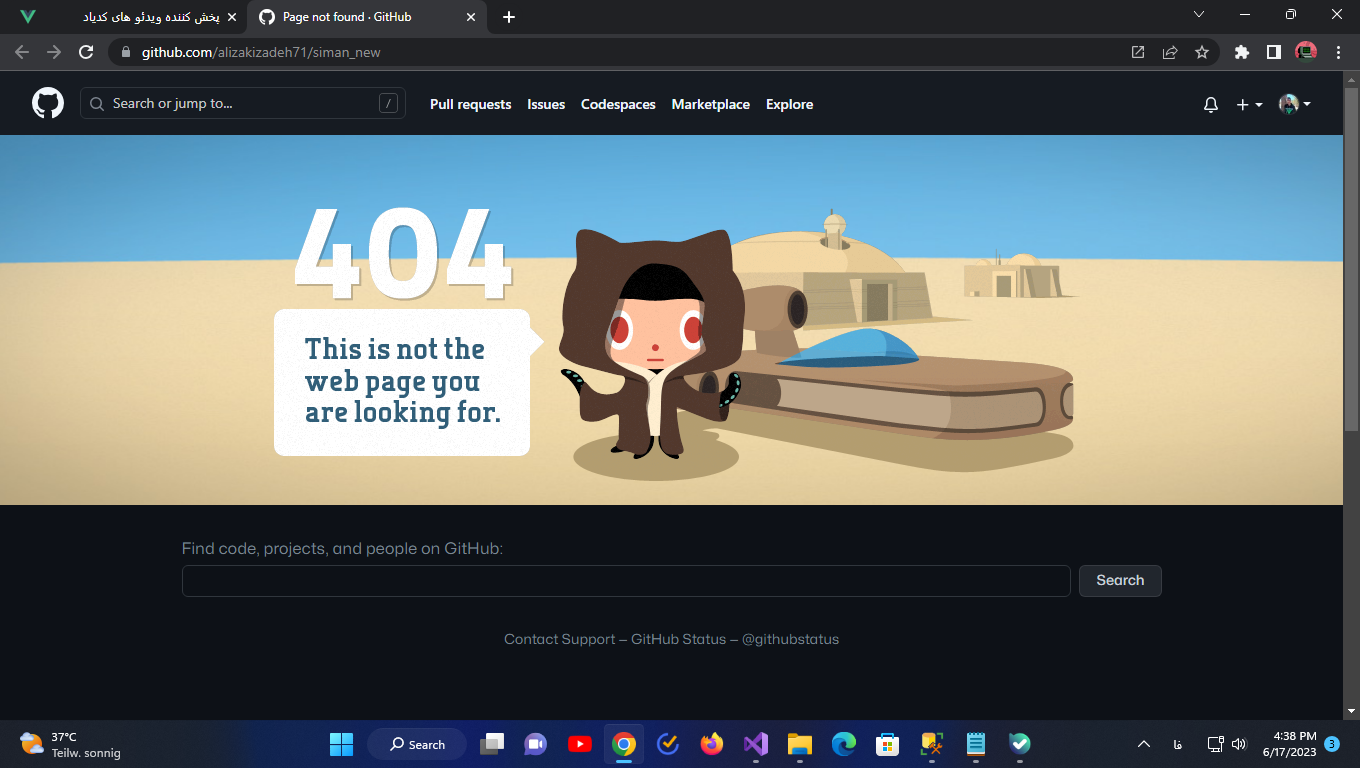 پخش کننده ویدئو های کدیاد
Page not found · GitHub
github.com/alizakizadeh71/siman_new
Search or jump to...
/
Pull requests
Issues
Codespaces
Marketplace
Explore
404
This is not the
web page you
are looking for.
Find code, projects, and people on GitHub:
Search
Contact Support — GitHub Status — @githubstatus
37°C
Teilw. sonnig
Search
فا
4:38 PM
6/17/2023
3